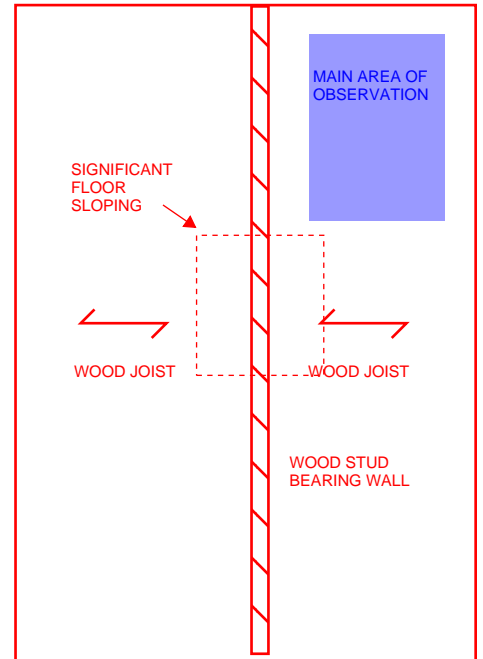 MAIN AREA OF
OBSERVATION
SIGNIFICANT
FLOOR
SLOPING
WOOD JOIST
WOOD JOIST
WOOD STUD
BEARING WALL